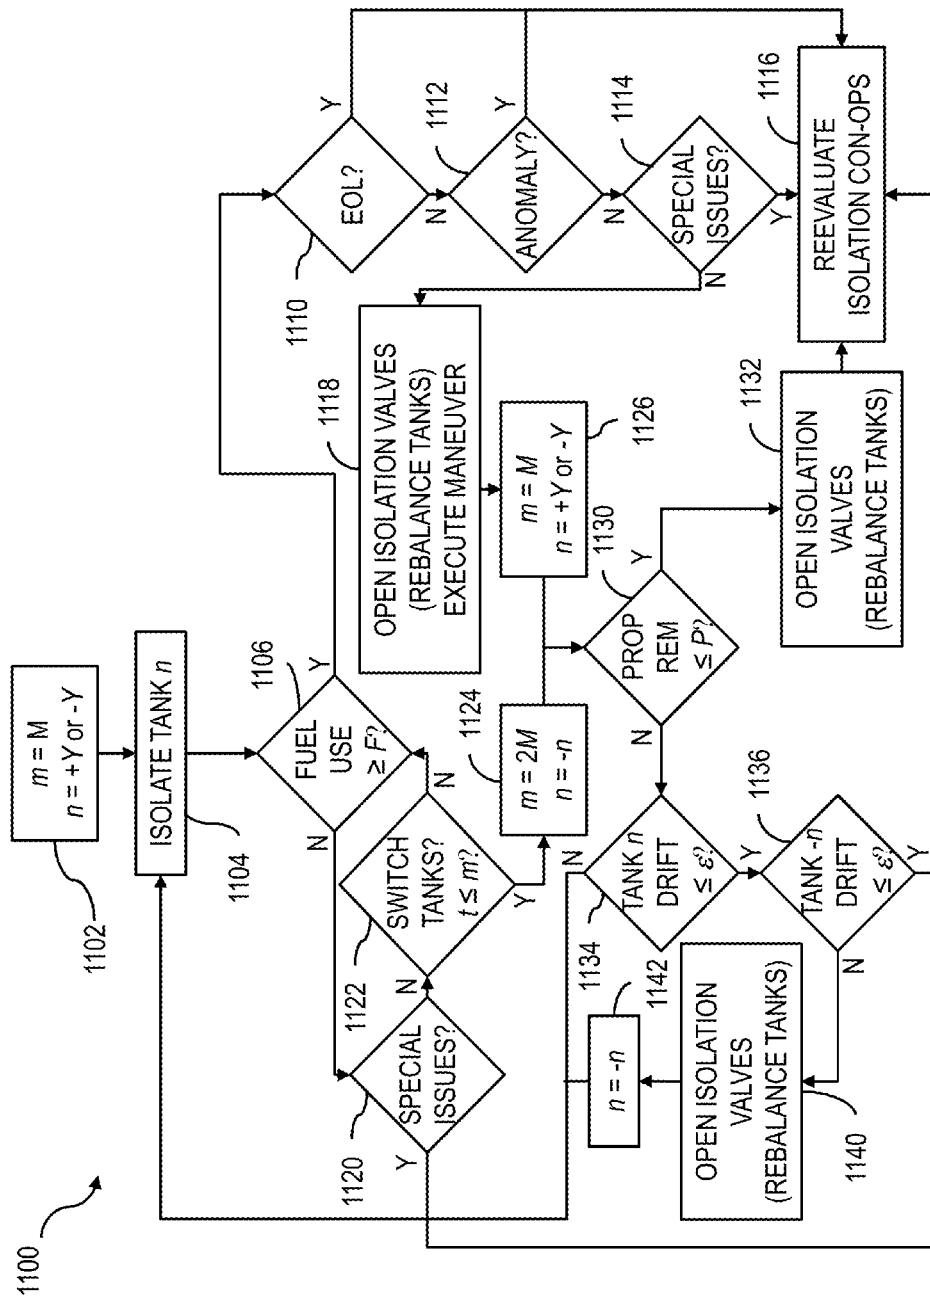 1100
1102
m = M
n = +Y or -Y
1104
ISOLATE TANK n
1106
FUEL
USE
≥ F?
N
Y
1110
EOL?
Y
N
1112
ANOMALY?
Y
N
1114
SPECIAL
ISSUES?
N
Y
1116
REEVALUATE
ISOLATION CON-OPS
1118
OPEN ISOLATION VALVES
(REBALANCE TANKS)
EXECUTE MANEUVER
1120
SPECIAL
ISSUES?
Y
N
1122
SWITCH
TANKS?
t ≤ m?
N
Y
1124
m = 2M
n = -n
1126
m = M
n = +Y or -Y
1130
PROP
REM
≤ P?
N
Y
1132
OPEN ISOLATION
VALVES
(REBALANCE TANKS)
1134
TANK n
DRIFT
≤ ε?
N
Y
1136
TANK -n
DRIFT
≤ ε?
N
Y
1140
OPEN ISOLATION
VALVES
(REBALANCE TANKS)
1142
n = -n